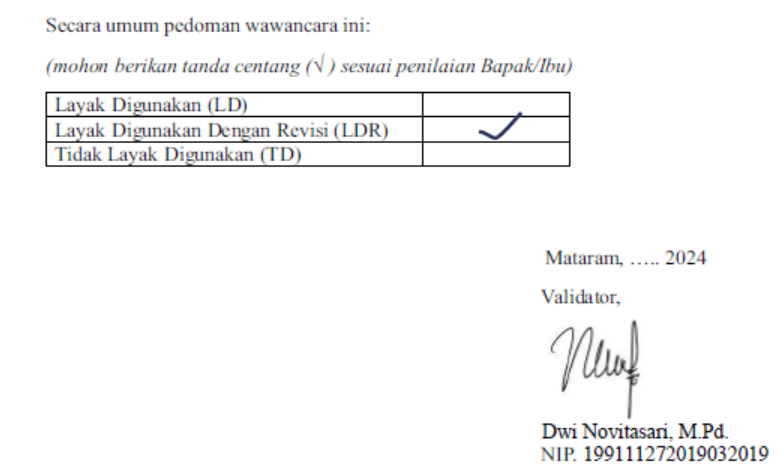 Secara umum pedoman wawancara ini:
(mohon berikan tanda centang (√ ) sesuai penilaian Bapak/Ibu)
Layak Digunakan (LD)
Layak Digunakan Dengan Revisi (LDR) ✓
Tidak Layak Digunakan (TD)
Mataram, ..... 2024
Validator,
Dwi Novitasari, M.Pd.
NIP. 199111272019032019